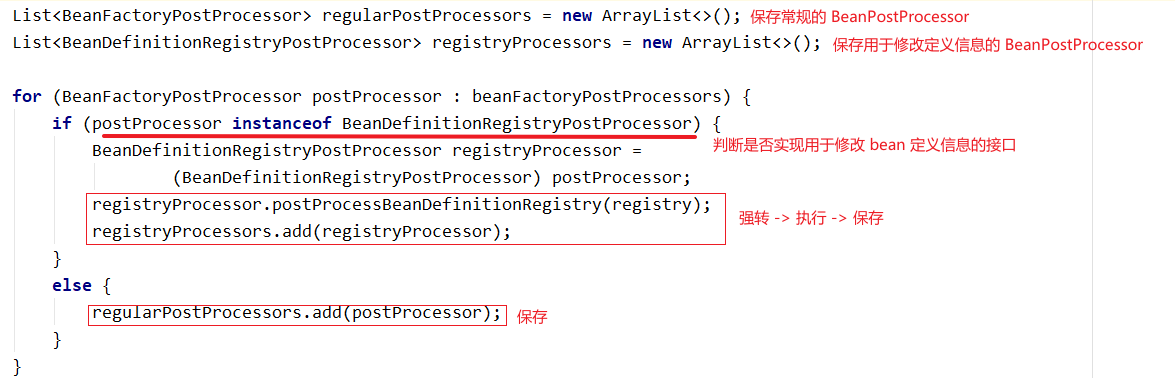 List<BeanFactoryPostProcessor> regularPostProcessors = new ArrayList<>(); 保存常规的 BeanPostProcessor
List<BeanDefinitionRegistryPostProcessor> registryProcessors = new ArrayList<>(); 保存用于修改定义信息的 BeanPostProcessor
for (BeanFactoryPostProcessor postProcessor : beanFactoryPostProcessors) {
if (postProcessor instanceof BeanDefinitionRegistryPostProcessor) {
判断是否实现用于修改 bean 定义信息的接口
BeanDefinitionRegistryPostProcessor registryProcessor =
(BeanDefinitionRegistryPostProcessor) postProcessor;
registryProcessor.postProcessBeanDefinitionRegistry(registry);
强转 -> 执行 -> 保存
registryProcessors.add(registryProcessor);
}
else {
regularPostProcessors.add(postProcessor); 保存
}
}